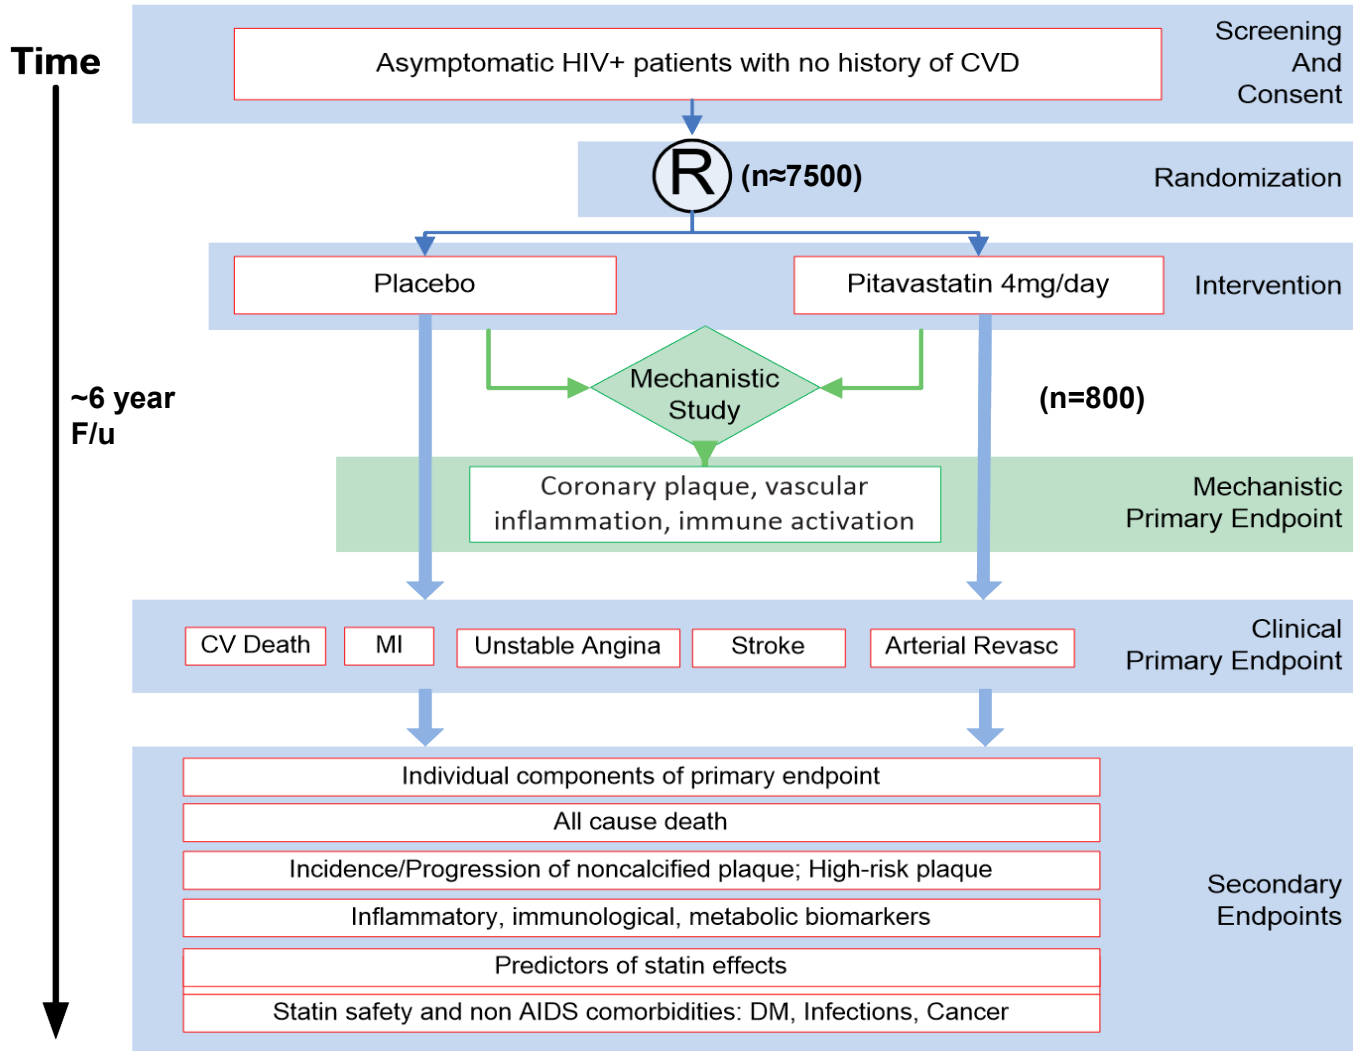 Time
Asymptomatic HIV+ patients with no history of CVD
Screening
And
Consent
R
(n≈7500)
Randomization
Placebo
Pitavastatin 4mg/day
Intervention
Mechanistic
Study
~6 year
F/u
(n=800)
Coronary plaque, vascular
inflammation, immune activation
Mechanistic
Primary Endpoint
CV Death
MI
Unstable Angina
Stroke
Arterial Revasc
Clinical
Primary Endpoint
Individual components of primary endpoint
All cause death
Incidence/Progression of noncalcified plaque; High-risk plaque
Inflammatory, immunological, metabolic biomarkers
Predictors of statin effects
Statin safety and non AIDS comorbidities: DM, Infections, Cancer
Secondary
Endpoints